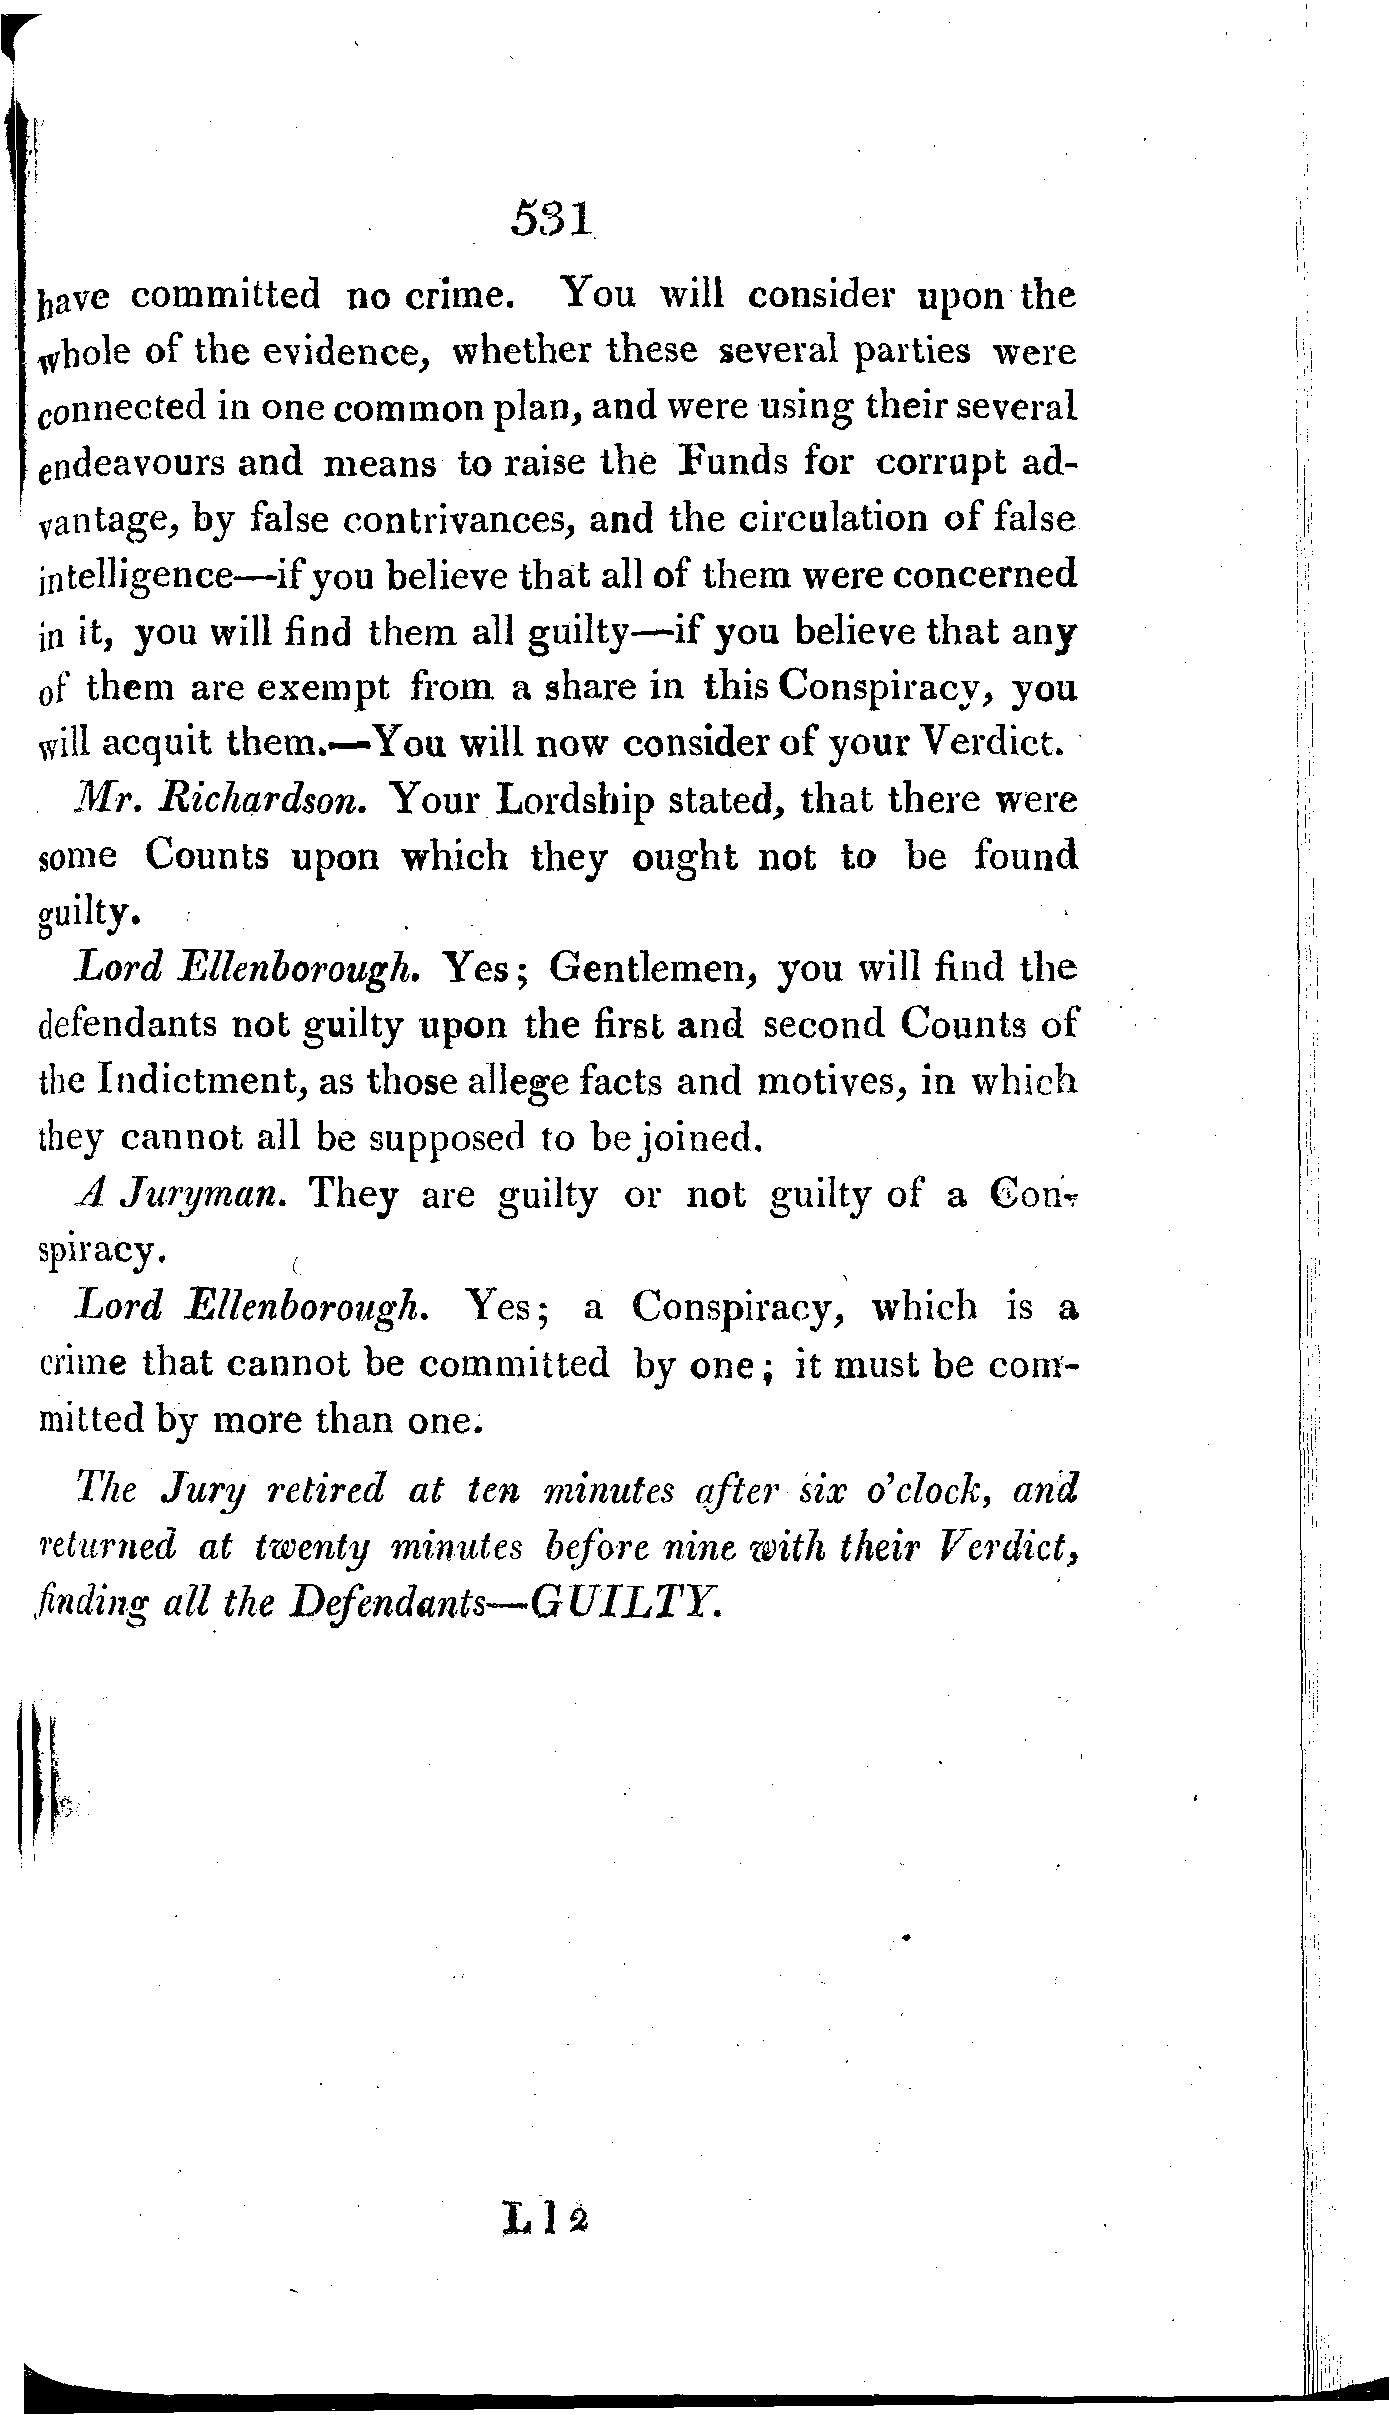 531
have committed no crime. You will consider upon the
whole of the evidence, whether these several parties were
connected in one common plan, and were using their several
endeavours and means to raise the Funds for corrupt ad-
vantage, by false contrivances, and the circulation of false
intelligence—if you believe that all of them were concerned
in it, you will find them all guilty—if you believe that any
of them are exempt from a share in this Conspiracy, you
will acquit them.—You will now consider of your Verdict.
Mr. Richardson. Your Lordship stated, that there were
some Counts upon which they ought not to be found
guilty.
Lord Ellenborough. Yes; Gentlemen, you will find the
defendants not guilty upon the first and second Counts of
the Indictment, as those allege facts and motives, in which
they cannot all be supposed to be joined.
A Juryman. They are guilty or not guilty of a Con-
spiracy.
Lord Ellenborough. Yes; a Conspiracy, which is a
crime that cannot be committed by one; it must be com-
mitted by more than one.
The Jury retired at ten minutes after six o'clock, and
returned at twenty minutes before nine with their Verdict,
finding all the Defendants—GUILTY.
L l 2